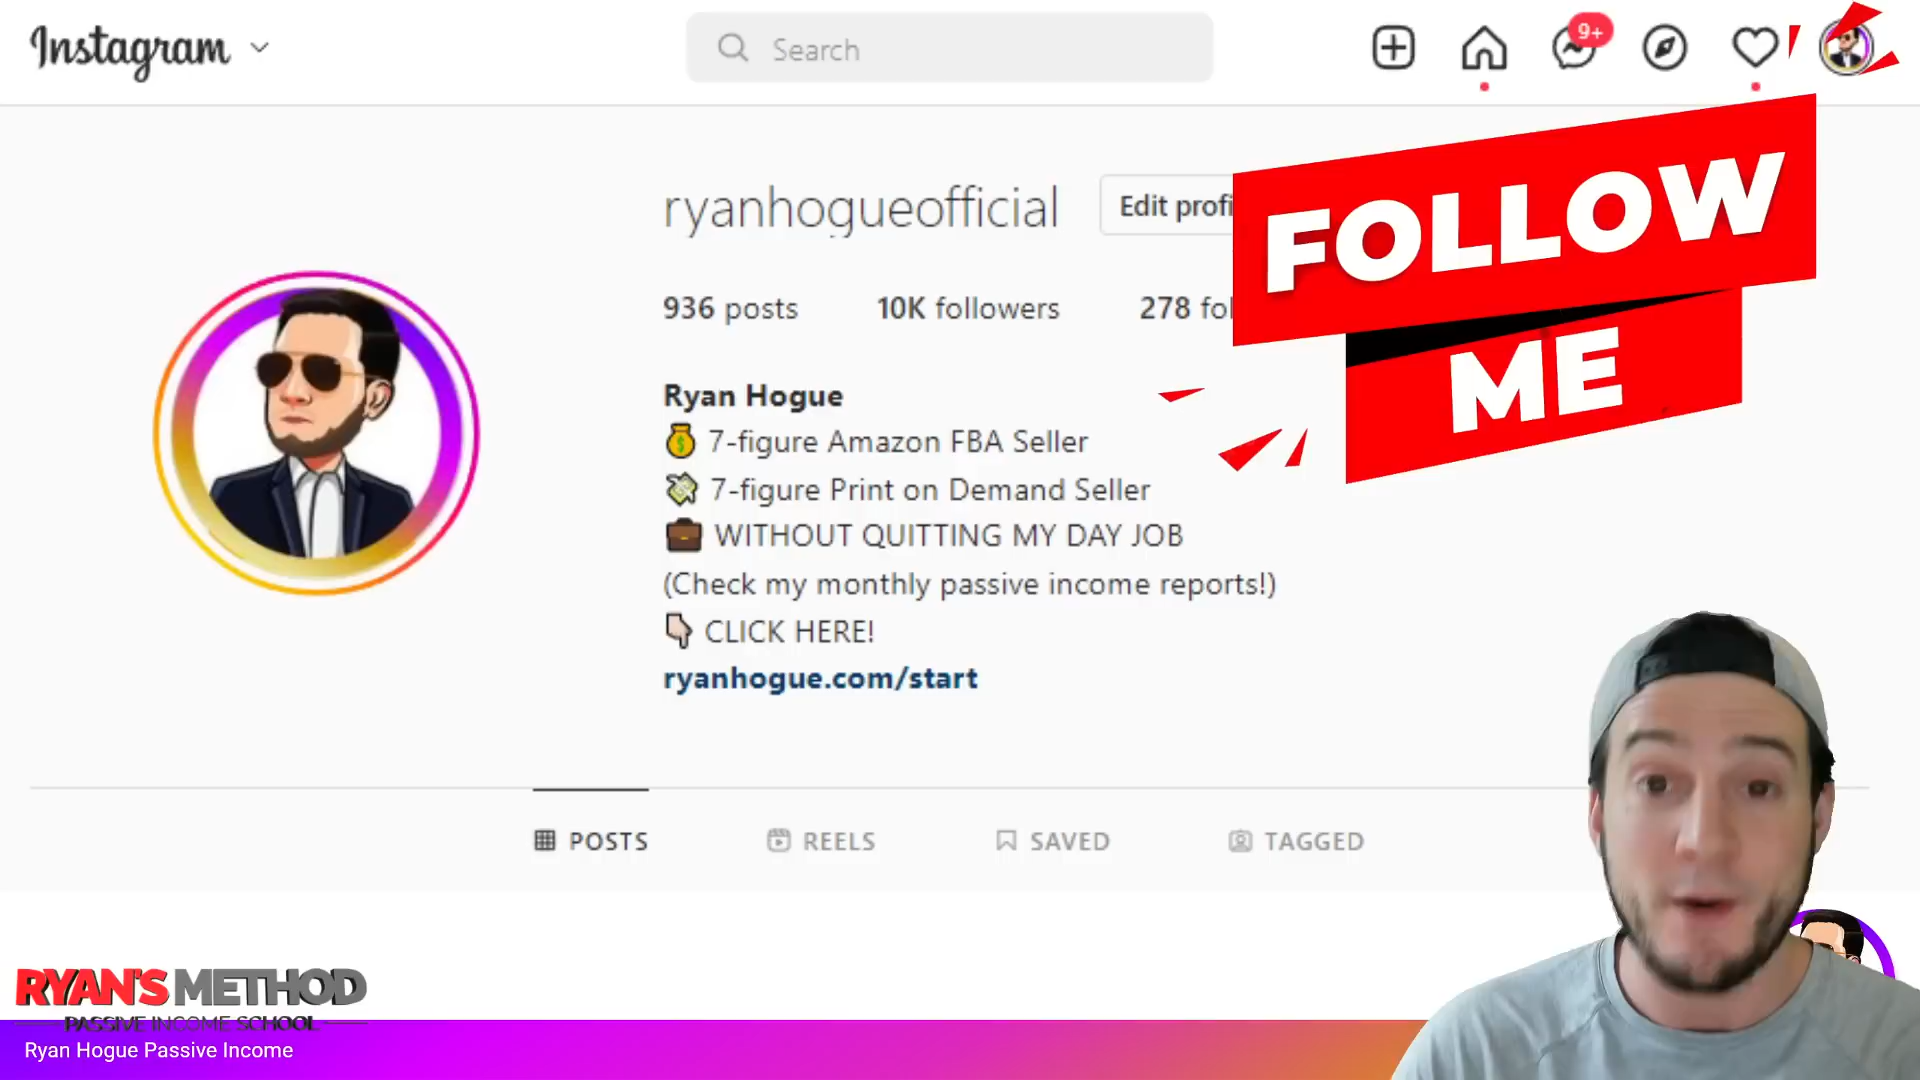 Instagram
Search
9+
ryanhogueofficial
Edit profi
FOLLOW
ME
936 posts 10K followers 278 fol
Ryan Hogue
7-figure Amazon FBA Seller
7-figure Print on Demand Seller
WITHOUT QUITTING MY DAY JOB
(Check my monthly passive income reports!)
CLICK HERE!
ryanhogue.com/start
POSTS REELS SAVED TAGGED
RYAN'S METHOD
PASSIVE INCOME SCHOOL
Ryan Hogue Passive Income